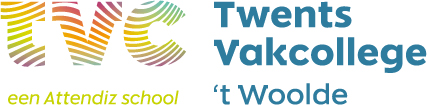 tvc
een Attendiz school
Twents
Vakcollege
‘t Woolde